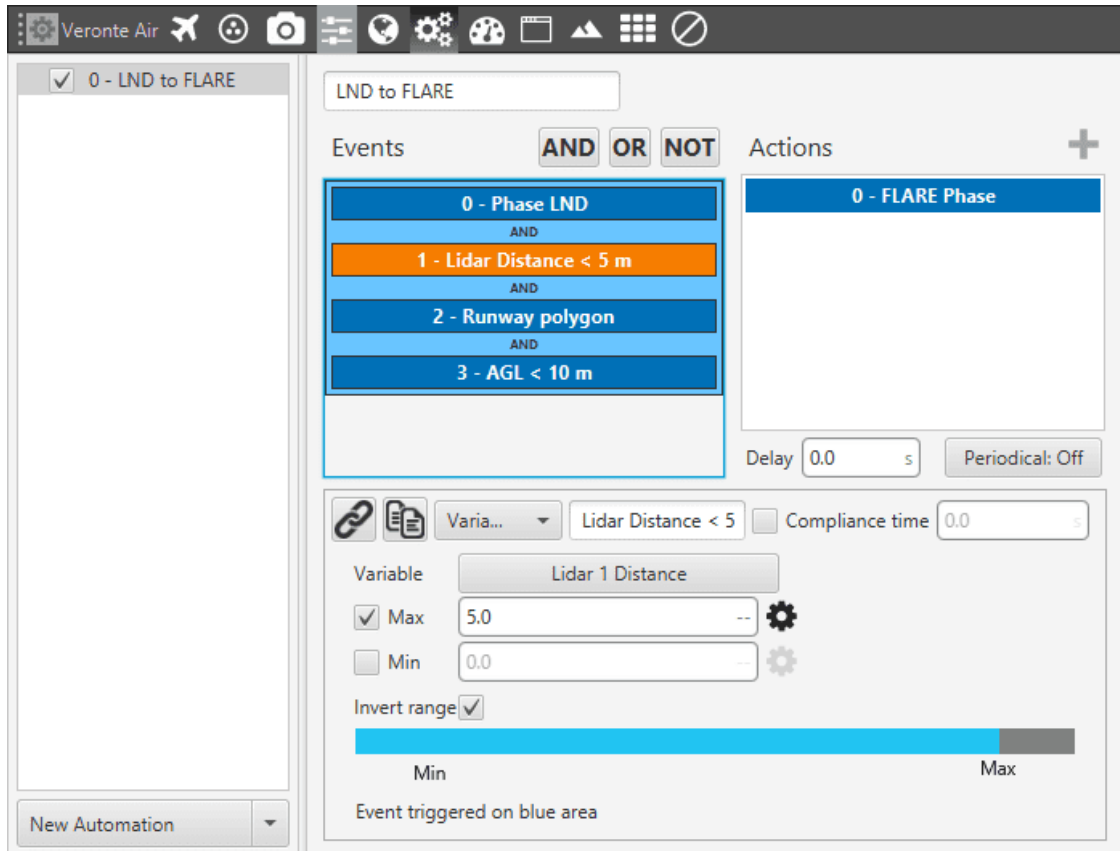 Veronte Air
0 - LND to FLARE
LND to FLARE
Events AND OR NOT
Actions
0 - Phase LND
AND
1 - Lidar Distance < 5 m
AND
2 - Runway polygon
AND
3 - AGL < 10 m
0 - FLARE Phase
Delay 0.0 s Periodical: Off
Varia... Lidar Distance < 5 Compliance time 0.0 s
Variable Lidar 1 Distance
Max 5.0 --
Min 0.0 --
Invert range
Min Max
Event triggered on blue area
New Automation